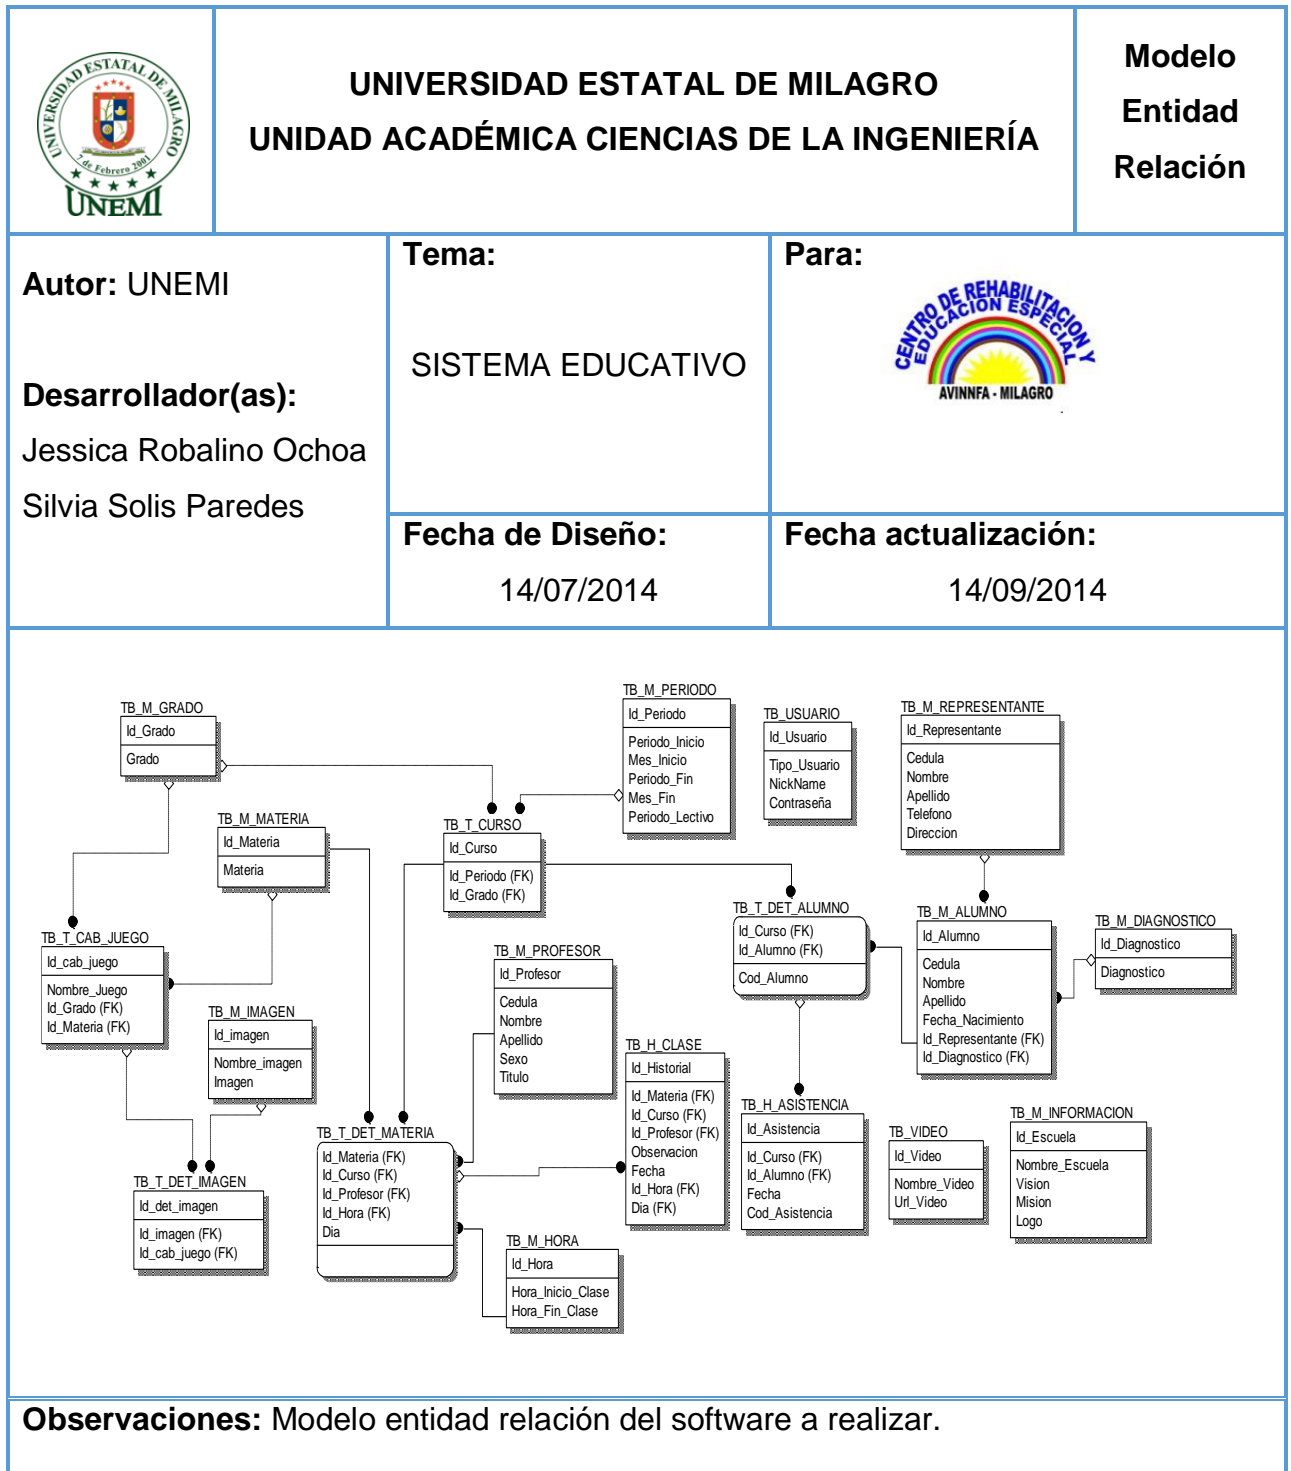 UNIVERSIDAD ESTATAL DE MILAGRO
7 de Febrero 2001
UNEMI
UNIVERSIDAD ESTATAL DE MILAGRO
UNIDAD ACADÉMICA CIENCIAS DE LA INGENIERÍA
Modelo
Entidad
Relación
Autor: UNEMI
Desarrollador(as):
Jessica Robalino Ochoa
Silvia Solis Paredes
Tema:
SISTEMA EDUCATIVO
Para:
CENTRO DE REHABILITACION Y
EDUCACION ESPECIAL
AVINNFA - MILAGRO
Fecha de Diseño:
14/07/2014
Fecha actualización:
14/09/2014
TB_M_GRADO
Id_Grado
Grado
TB_M_PERIODO
Id_Periodo
Periodo_Inicio
Mes_Inicio
Periodo_Fin
Mes_Fin
Periodo_Lectivo
TB_USUARIO
Id_Usuario
Tipo_Usuario
NickName
Contraseña
TB_M_REPRESENTANTE
Id_Representante
Cedula
Nombre
Apellido
Telefono
Direccion
TB_M_MATERIA
Id_Materia
Materia
TB_T_CURSO
Id_Curso
Id_Periodo (FK)
Id_Grado (FK)
TB_T_DET_ALUMNO
Id_Curso (FK)
Id_Alumno (FK)
Cod_Alumno
TB_M_ALUMNO
Id_Alumno
Cedula
Nombre
Apellido
Fecha_Nacimiento
Id_Representante (FK)
Id_Diagnostico (FK)
TB_M_DIAGNOSTICO
Id_Diagnostico
Diagnostico
TB_T_CAB_JUEGO
Id_cab_juego
Nombre_Juego
Id_Grado (FK)
Id_Materia (FK)
TB_M_PROFESOR
Id_Profesor
Cedula
Nombre
Apellido
Sexo
Titulo
TB_M_IMAGEN
Id_imagen
Nombre_imagen
Imagen
TB_H_CLASE
Id_Historial
Id_Materia (FK)
Id_Curso (FK)
Id_Profesor (FK)
Observacion
Fecha
Id_Hora (FK)
Dia (FK)
TB_H_ASISTENCIA
Id_Asistencia
Id_Curso (FK)
Id_Alumno (FK)
Fecha
Cod_Asistencia
TB_VIDEO
Id_Video
Nombre_Video
Url_Video
TB_M_INFORMACION
Id_Escuela
Nombre_Escuela
Vision
Mision
Logo
TB_T_DET_MATERIA
Id_Materia (FK)
Id_Curso (FK)
Id_Profesor (FK)
Id_Hora (FK)
Dia
TB_T_DET_IMAGEN
Id_det_imagen
Id_imagen (FK)
Id_cab_juego (FK)
TB_M_HORA
Id_Hora
Hora_Inicio_Clase
Hora_Fin_Clase
Observaciones: Modelo entidad relación del software a realizar.